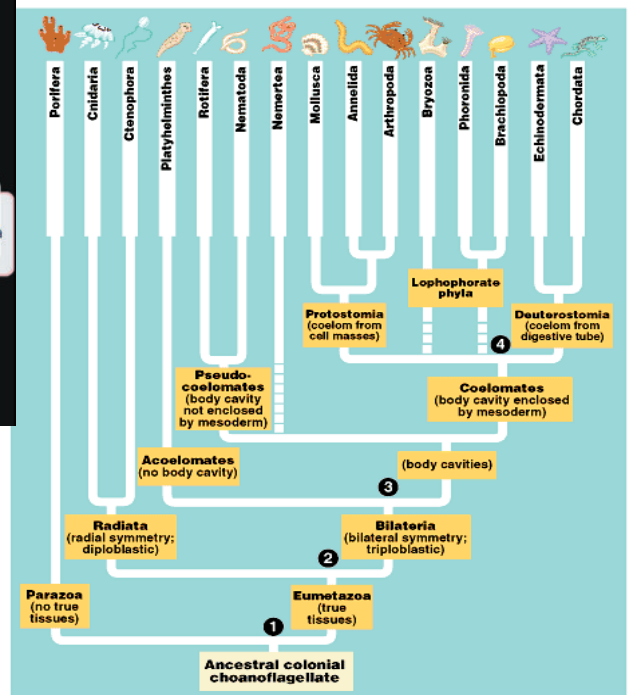 Porifera
Cnidaria
Ctenophora
Platyhelminthes
Rotifera
Nematoda
Nemertea
Mollusca
Annelida
Arthropoda
Bryozoa
Phoronida
Brachiopoda
Echinodermata
Chordata
Lophophorate
phyla
Protostomia
(coelom from
cell masses)
Deuterostomia
(coelom from
digestive tube)
4
Pseudo-
coelomates
(body cavity
not enclosed
by mesoderm)
Coelomates
(body cavity enclosed
by mesoderm)
Acoelomates
(no body cavity)
(body cavities)
3
Radiata
(radial symmetry;
diploblastic)
Bilateria
(bilateral symmetry;
triploblastic)
2
Parazoa
(no true
tissues)
Eumetazoa
(true
tissues)
1
Ancestral colonial
choanoflagellate